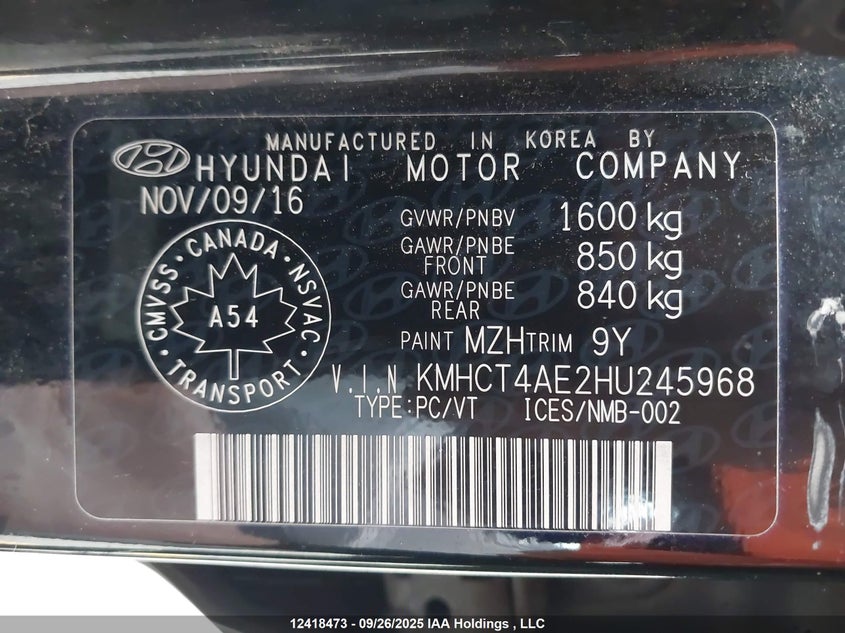 MANUFACTURED IN KOREA BY
HYUNDAI MOTOR COMPANY
NOV/09/16
GVWR/PNBV 1600 kg
GAWR/PNBE FRONT 850 kg
GAWR/PNBE REAR 840 kg
CANADA
CMVSS · NSVAC
A54
TRANSPORT
PAINT MZH TRIM 9Y
V.I.N KMHCT4AE2HU245968
TYPE:PC/VT ICES/NMB-002
12418473 - 09/26/2025 IAA Holdings , LLC